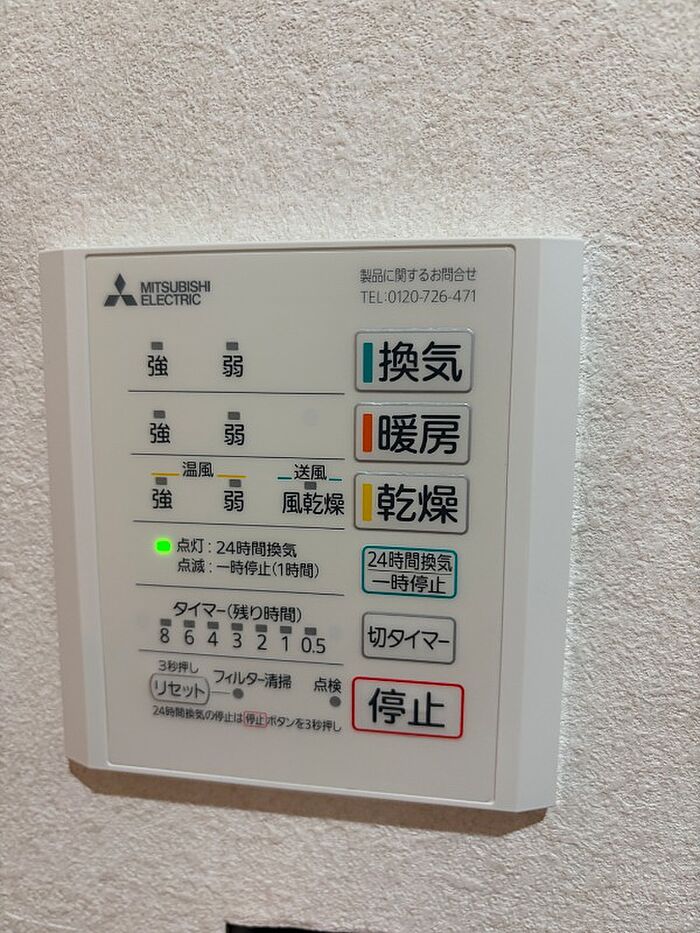 MITSUBISHI
ELECTRIC
製品に関するお問合せ
TEL:0120-726-471
強 弱 換気
強 弱 暖房
温風 送風
強 弱 風乾燥 乾燥
点灯:24時間換気
点滅:一時停止(1時間)
24時間換気
一時停止
タイマー(残り時間)
8 6 4 3 2 1 0.5
切タイマー
3秒押し
リセット フィルター清掃 点検
24時間換気の停止は停止ボタンを3秒押し
停止